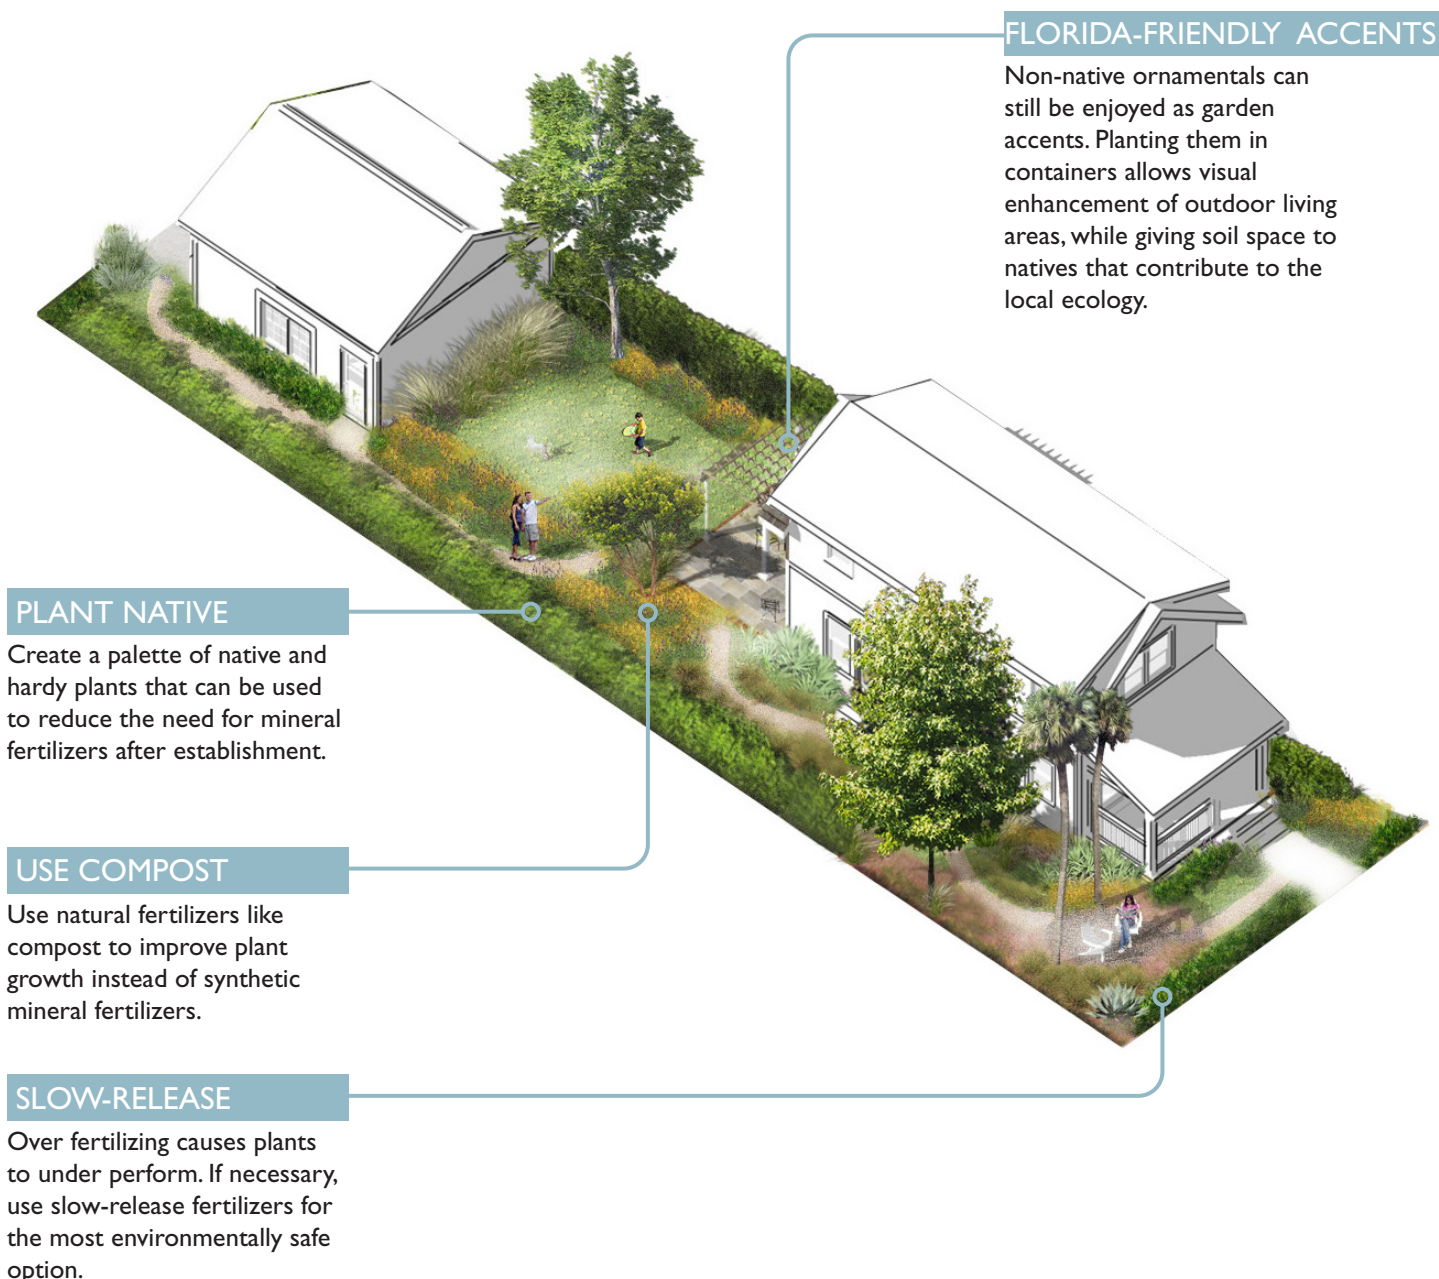 FLORIDA-FRIENDLY ACCENTS
Non-native ornamentals can
still be enjoyed as garden
accents. Planting them in
containers allows visual
enhancement of outdoor living
areas, while giving soil space to
natives that contribute to the
local ecology.
PLANT NATIVE
Create a palette of native and
hardy plants that can be used
to reduce the need for mineral
fertilizers after establishment.
USE COMPOST
Use natural fertilizers like
compost to improve plant
growth instead of synthetic
mineral fertilizers.
SLOW-RELEASE
Over fertilizing causes plants
to under perform. If necessary,
use slow-release fertilizers for
the most environmentally safe
option.